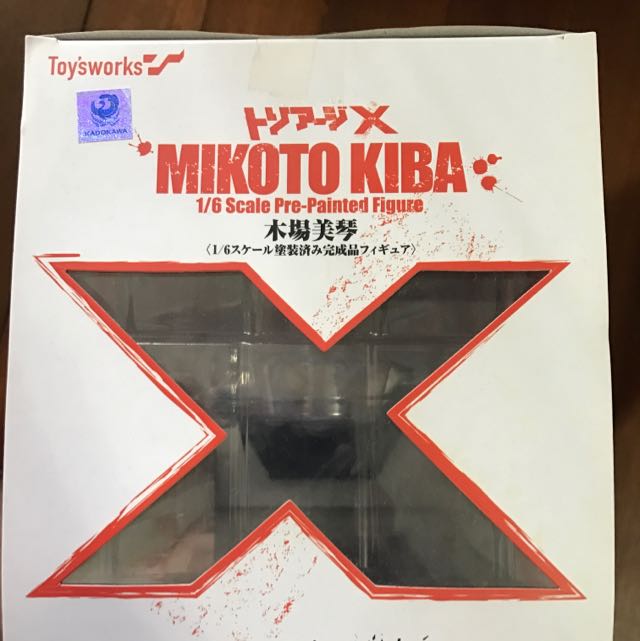 Toy'sworks
KADOKAWA
トリアージX
MIKOTO KIBA
1/6 Scale Pre-Painted Figure
木場美琴
〈1/6スケール塗装済み完成品フィギュア〉